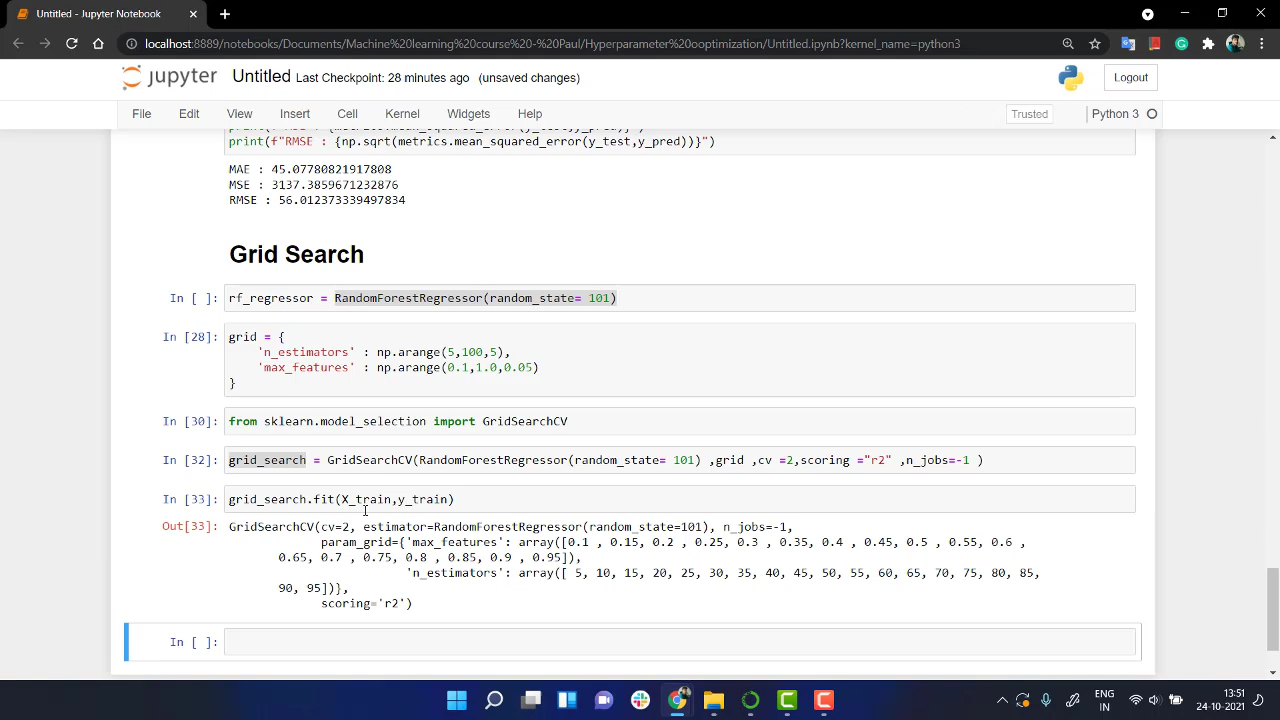 Untitled - Jupyter Notebook
localhost:8889/notebooks/Documents/Machine%20learning%20course%20-%20Paul/Hyperparameter%20ooptimization/Untitled.ipynb?kernel_name=python3
jupyter Untitled Last Checkpoint: 28 minutes ago (unsaved changes) Logout
File Edit View Insert Cell Kernel Widgets Help Trusted Python 3
print(f"RMSE : {np.sqrt(metrics.mean_squared_error(y_test,y_pred))}")
MAE : 45.07780821917808
MSE : 3137.3859671232876
RMSE : 56.012373339497834
Grid Search
In [ ]: rf_regressor = RandomForestRegressor(random_state= 101)
In [28]: grid = {
'n_estimators' : np.arange(5,100,5),
'max_features' : np.arange(0.1,1.0,0.05)
}
In [30]: from sklearn.model_selection import GridSearchCV
In [32]: grid_search = GridSearchCV(RandomForestRegressor(random_state= 101) ,grid ,cv =2,scoring ="r2" ,n_jobs=-1 )
In [33]: grid_search.fit(X_train,y_train)
Out[33]: GridSearchCV(cv=2, estimator=RandomForestRegressor(random_state=101), n_jobs=-1,
param_grid={'max_features': array([0.1 , 0.15, 0.2 , 0.25, 0.3 , 0.35, 0.4 , 0.45, 0.5 , 0.55, 0.6 ,
0.65, 0.7 , 0.75, 0.8 , 0.85, 0.9 , 0.95]),
'n_estimators': array([ 5, 10, 15, 20, 25, 30, 35, 40, 45, 50, 55, 60, 65, 70, 75, 80, 85,
90, 95])},
scoring='r2')
In [ ]:
ENG
IN
13:51
24-10-2021